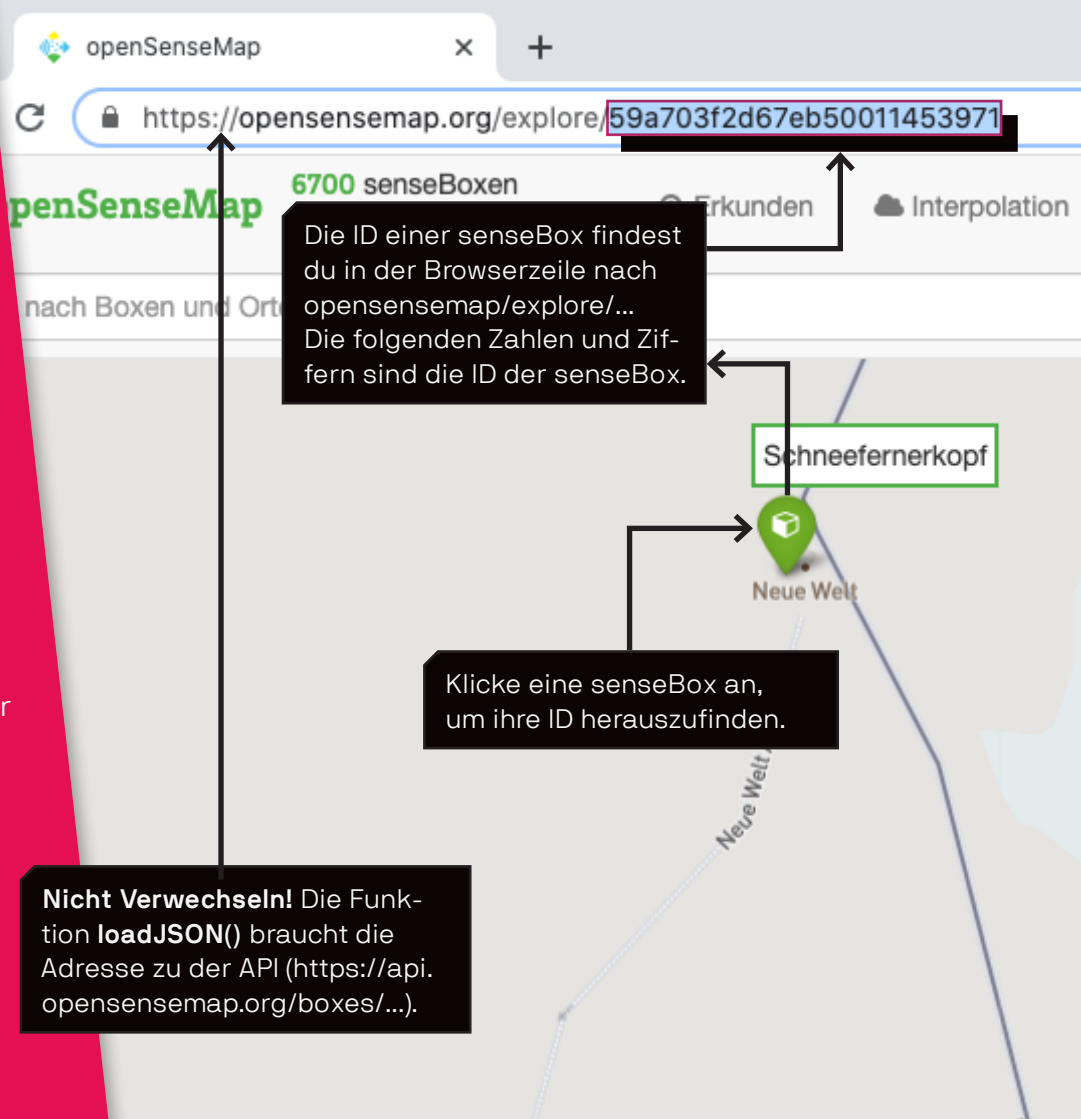 openSenseMap
https://opensensemap.org/explore/59a703f2d67eb50011453971
penSenseMap
6700 senseBoxen
Erkunden
Interpolation
nach Boxen und Ort
Die ID einer senseBox findest
du in der Browserzeile nach
opensensemap/explore/...
Die folgenden Zahlen und Zif-
fern sind die ID der senseBox.
Schneefernerkopf
Neue Welt
Klicke eine senseBox an,
um ihre ID herauszufinden.
r
Neue Welt
Nicht Verwechseln! Die Funk-
tion loadJSON() braucht die
Adresse zu der API (https://api.
opensensemap.org/boxes/...).